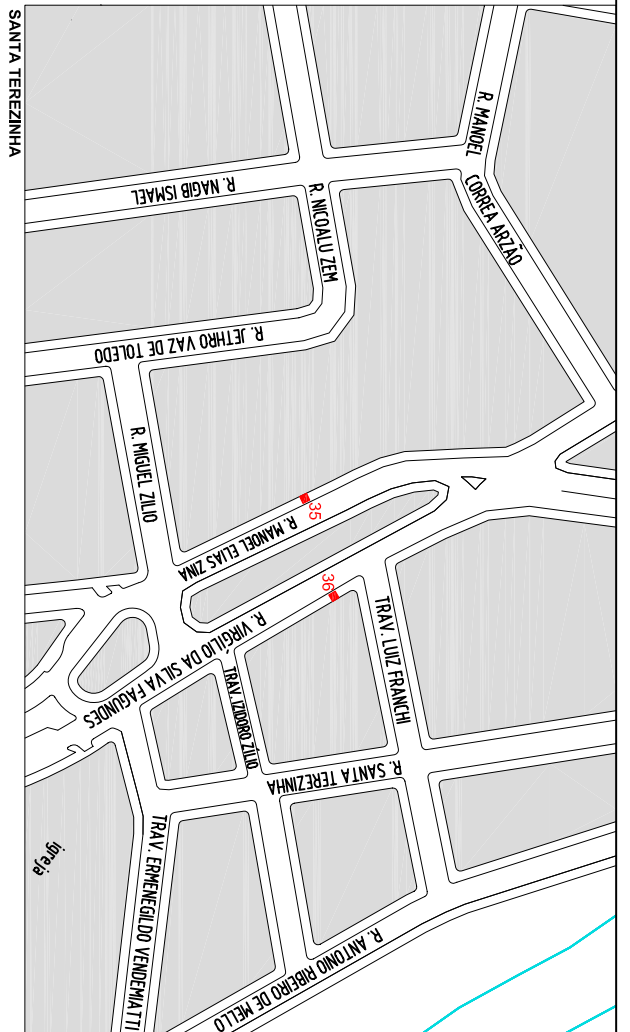 SANTA TEREZINHA
R. MANOEL
CORREA ARZÃO
R. NAGIB ISMAEL
R. NICOALU ZEM
R. JETHRO VAZ DE TOLEDO
R. MIGUEL ZILIO
35
R. MANOEL ELIAS ZINA
36
R. VIRGÍLIO DA SILVA FAGUNDES
TRAV. LUIZ FRANCHI
TRAV. IZIDORO ZÍLIO
R. SANTA TEREZINHA
igreja
TRAV. ERMENEGILDO VENDEMIATTI
R. ANTONIO RIBEIRO DE MELLO